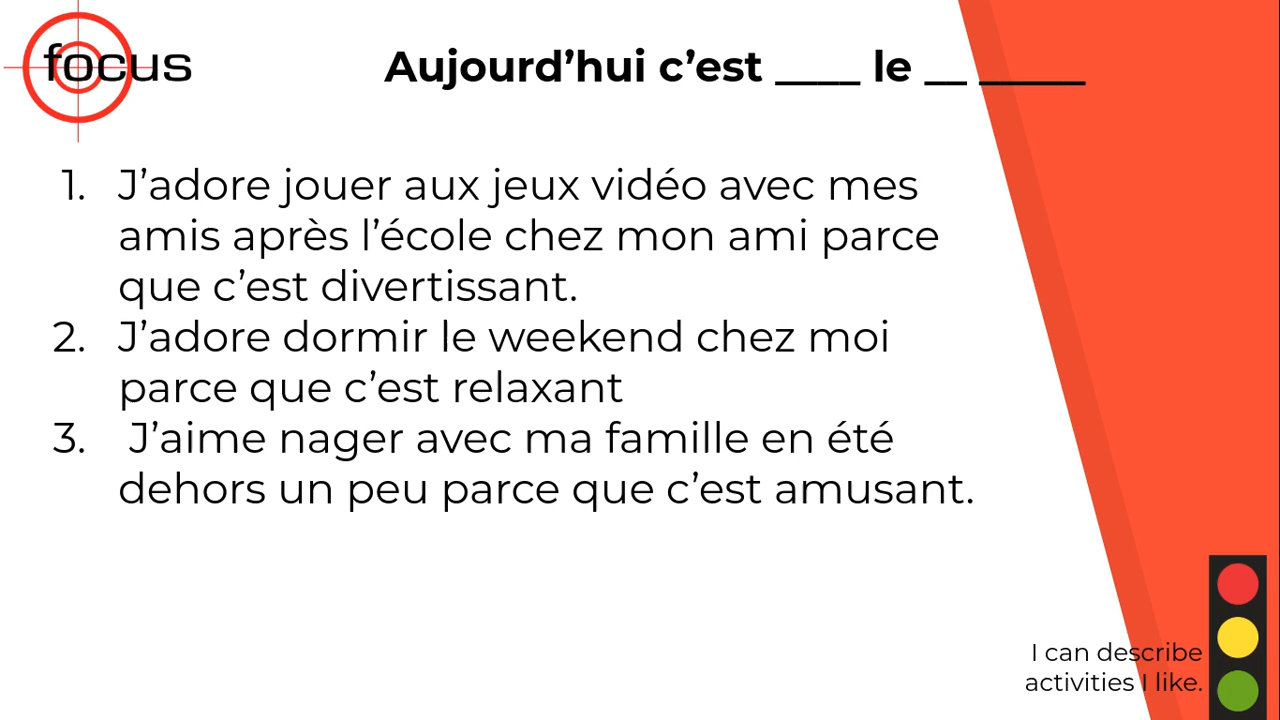 focus
Aujourd’hui c’est ____ le __ _____
1. J’adore jouer aux jeux vidéo avec mes
amis après l’école chez mon ami parce
que c’est divertissant.
2. J’adore dormir le weekend chez moi
parce que c’est relaxant
3. J’aime nager avec ma famille en été
dehors un peu parce que c’est amusant.
I can describe
activities I like.